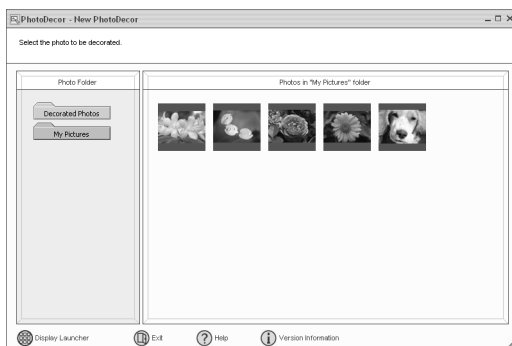 PhotoDecor - New PhotoDecor
Select the photo to be decorated.
Photo Folder
Photos in "My Pictures" folder
Decorated Photos
My Pictures
Display Launcher
Exit
Help
Version Information